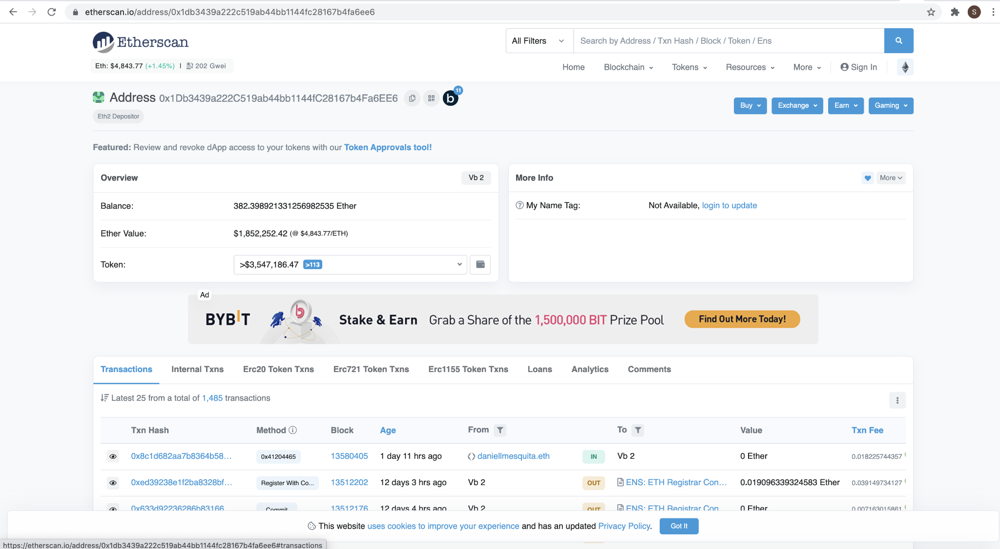 etherscan.io/address/0x1db3439a222c519ab44bb1144fc28167b4fa6ee6
S
Etherscan
All Filters
Search by Address / Txn Hash / Block / Token / Ens
Eth: $4,843.77 (+1.45%) | 202 Gwei
Home Blockchain Tokens Resources More Sign In
Address 0x1Db3439a222C519ab44bb1144fC28167b4Fa6EE6 b 11
Buy Exchange Earn Gaming
Eth2 Depositor
Featured: Review and revoke dApp access to your tokens with our Token Approvals tool!
Overview Vb 2
Balance: 382.398921331256982535 Ether
Ether Value: $1,852,252.42 (@ $4,843.77/ETH)
Token: >$3,547,186.47 >113
More Info More
My Name Tag: Not Available, login to update
Ad
BYBIT Stake & Earn Grab a Share of the 1,500,000 BIT Prize Pool Find Out More Today!
Transactions Internal Txns Erc20 Token Txns Erc721 Token Txns Erc1155 Token Txns Loans Analytics Comments
Latest 25 from a total of 1,485 transactions
Txn Hash Method Block Age From To Value Txn Fee
0x8c1d682aa7b8364b58... 0x41204465 13580405 1 day 11 hrs ago daniellmesquita.eth IN Vb 2 0 Ether 0.018225744357
0xed39238e1f2ba8328bf... Register With Co... 13512202 12 days 3 hrs ago Vb 2 OUT ENS: ETH Registrar Con... 0.019096339324583 Ether 0.039149734127
0x633d92236286b83166 Commit 13512176 12 days 4 hrs ago Vb 2 OUT ENS: ETH Registrar Con 0 Ether 0.007163015861
This website uses cookies to improve your experience and has an updated Privacy Policy. Got It
https://etherscan.io/address/0x1db3439a222c519ab44bb1144fc28167b4fa6ee6#transactions